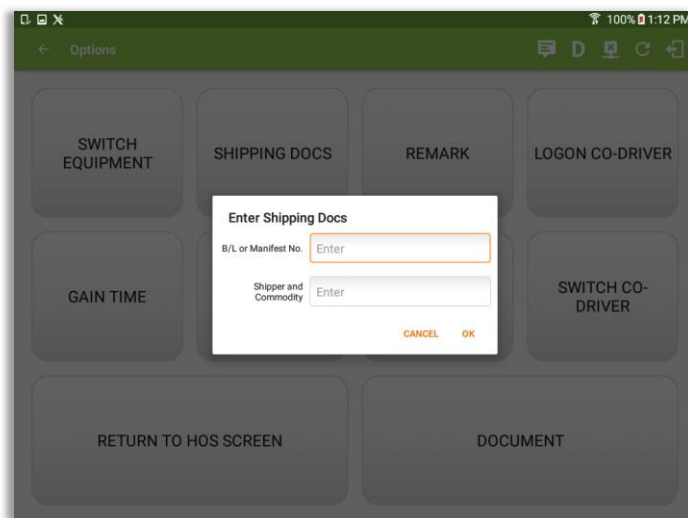 100% 1:12 PM
Options
D
SWITCH
EQUIPMENT
SHIPPING DOCS
REMARK
LOGON CO-DRIVER
Enter Shipping Docs
B/L or Manifest No.
Enter
Shipper and
Commodity
Enter
CANCEL OK
GAIN TIME
SWITCH CO-
DRIVER
RETURN TO HOS SCREEN
DOCUMENT